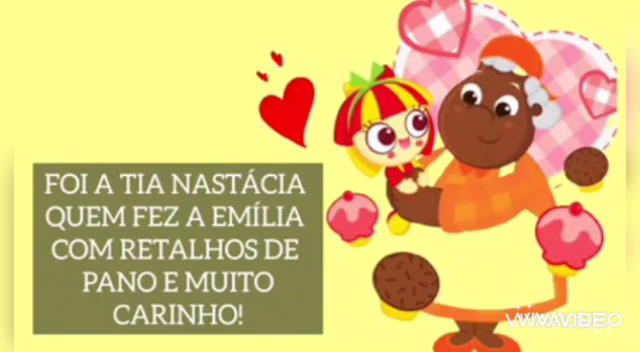 FOI A TIA NASTÁCIA
QUEM FEZ A EMÍLIA
COM RETALHOS DE
PANO E MUITO
CARINHO!
VIVAVIDEO